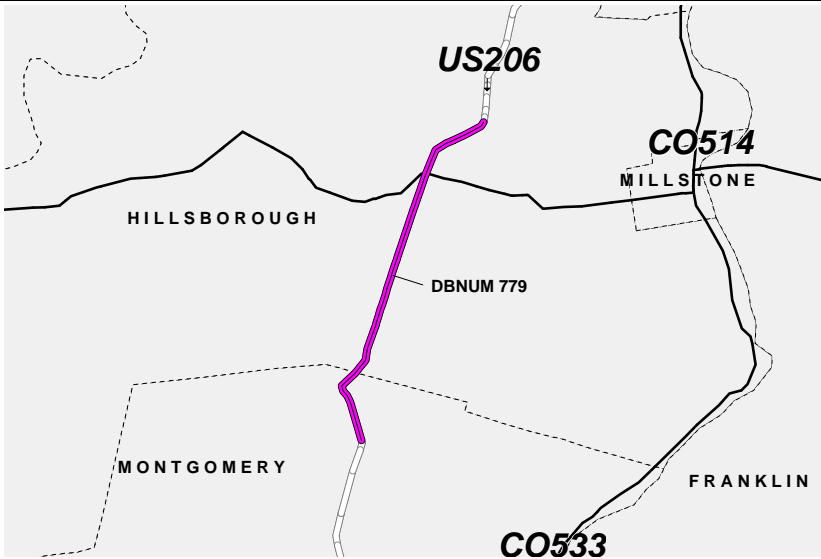 US206
CO514
MILLSTONE
HILLSBOROUGH
DBNUM 779
MONTGOMERY
FRANKLIN
CO533